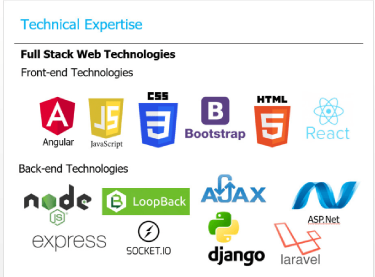 Technical Expertise
Full Stack Web Technologies
Front-end Technologies
CSS HTML
A JS 3 B 5
Angular JavaScript Bootstrap React
Back-end Technologies
node JS B LoopBack AJAX ASP.Net
express SOCKET.IO django laravel